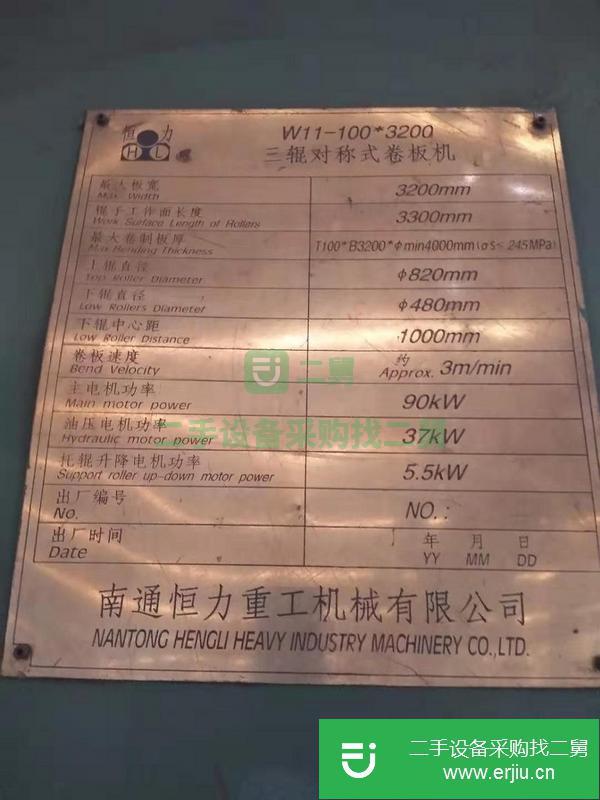 恒 力
HL
W11-100*3200
三辊对称式卷板机
最大板宽
Max. Width
3200mm
辊子工作面长度
Work Surface Length of Rollers
3300mm
最大卷制板厚
Max Bending Thickness
T100*B3200*Φmin4000mm(σs≤245MPa)
上辊直径
Top Roller Diameter
Φ820mm
下辊直径
Low Rollers Diameter
Φ480mm
下辊中心距
Low Roller Distance
1000mm
卷板速度
Bend Velocity
约
Approx. 3m/min
主电机功率
Main motor power
90kW
油压电机功率
Hydraulic motor power
37kW
托辊升降电机功率
Support roller up-down motor power
5.5kW
出厂编号
No.
NO.:
出厂时间
Date
年 月 日
YY MM DD
南通恒力重工机械有限公司
NANTONG HENGLI HEAVY INDUSTRY MACHINERY CO.,LTD.
二舅
二手设备采购找二舅
二手设备采购找二舅
www.erjiu.cn